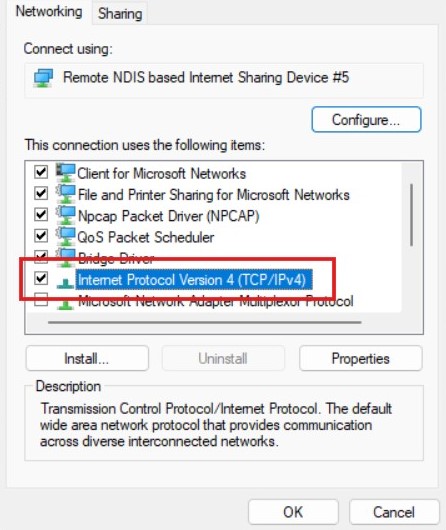 Networking
Sharing
Connect using:
Remote NDIS based Internet Sharing Device #5
Configure...
This connection uses the following items:
Client for Microsoft Networks
File and Printer Sharing for Microsoft Networks
Npcap Packet Driver (NPCAP)
QoS Packet Scheduler
Bridge Driver
Internet Protocol Version 4 (TCP/IPv4)
Microsoft Network Adapter Multiplexor Protocol
Install...
Uninstall
Properties
Description
Transmission Control Protocol/Internet Protocol. The default
wide area network protocol that provides communication
across diverse interconnected networks.
OK
Cancel